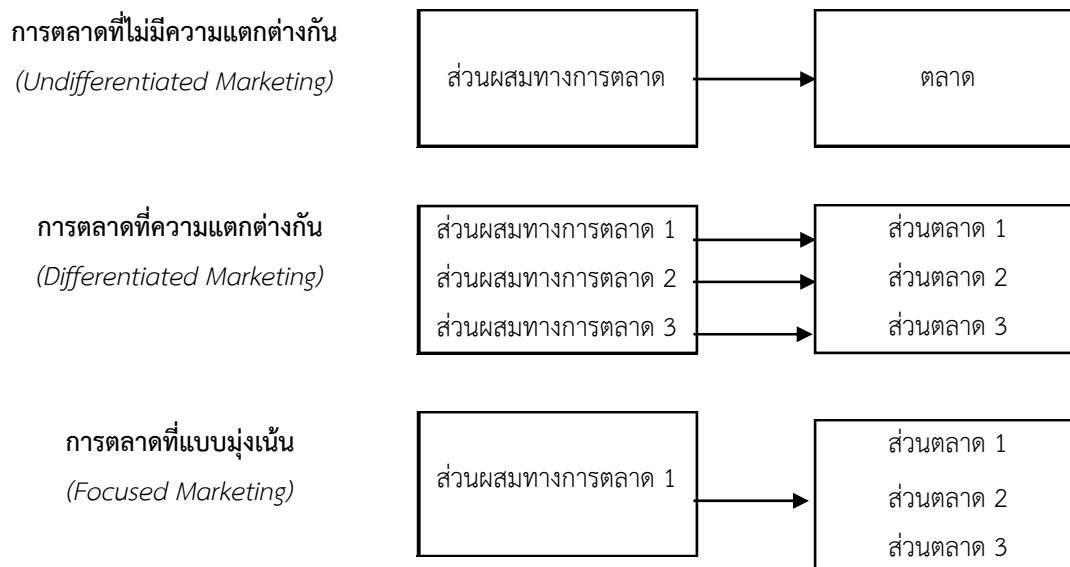 การตลาดที่ไม่มีความแตกต่างกัน
(Undifferentiated Marketing)
ส่วนผสมทางการตลาด
ตลาด
การตลาดที่ความแตกต่างกัน
(Differentiated Marketing)
ส่วนผสมทางการตลาด 1
ส่วนตลาด 1
ส่วนผสมทางการตลาด 2
ส่วนตลาด 2
ส่วนผสมทางการตลาด 3
ส่วนตลาด 3
การตลาดที่แบบมุ่งเน้น
(Focused Marketing)
ส่วนผสมทางการตลาด 1
ส่วนตลาด 1
ส่วนตลาด 2
ส่วนตลาด 3